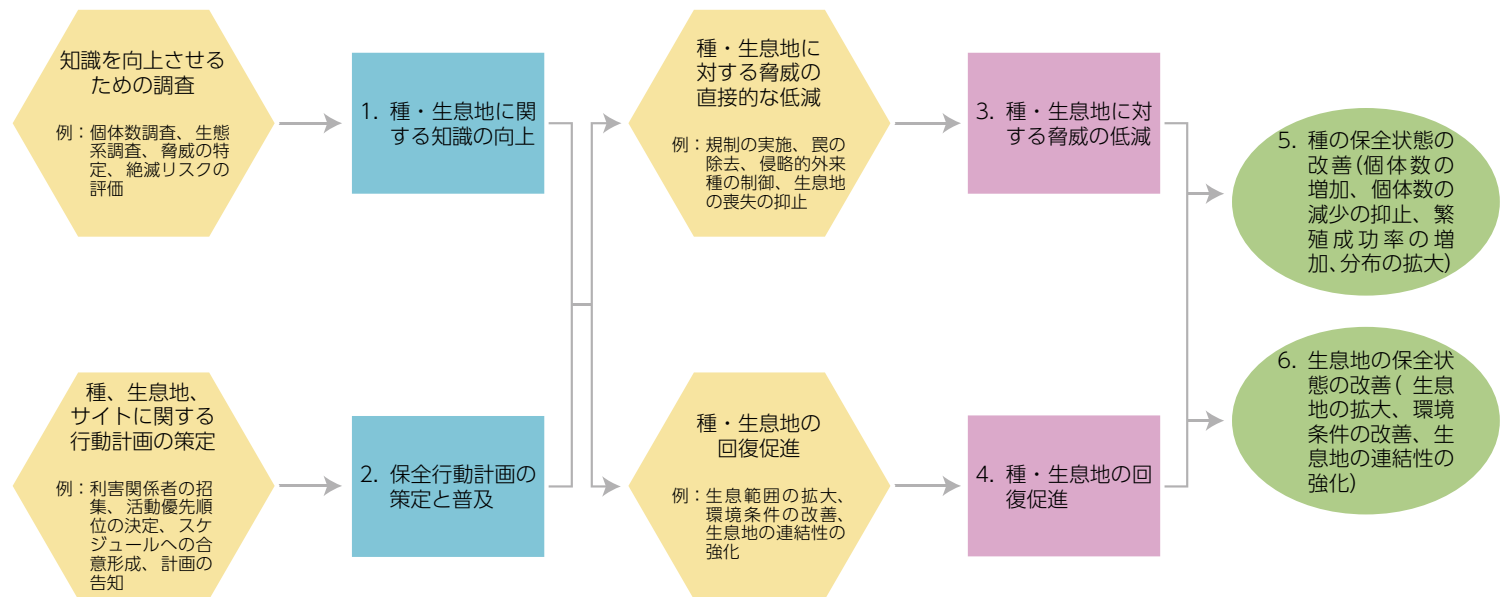 知識を向上させる
ための調査
例：個体数調査、生態
系調査、脅威の特
定、絶滅リスクの
評価
1. 種・生息地に関
する知識の向上
種・生息地に
対する脅威の
直接的な低減
例：規制の実施、罠の
除去、侵略的外来
種の制御、生息地
の喪失の抑止
3. 種・生息地に対
する脅威の低減
5. 種の保全状態の
改善(個体数の
増加、個体数の
減少の抑止、繁
殖成功率の増
加、分布の拡大)
種、生息地、
サイトに関する
行動計画の策定
例：利害関係者の招
集、活動優先順
位の決定、スケ
ジュールへの合
意形成、計画の
告知
2. 保全行動計画の
策定と普及
種・生息地の
回復促進
例：生息範囲の拡大、
環境条件の改善、
生息地の連結性の
強化
4. 種・生息地の回
復促進
6. 生息地の保全状
態の改善( 生息
地の拡大、環境
条件の改善、生
息地の連結性の
強化)